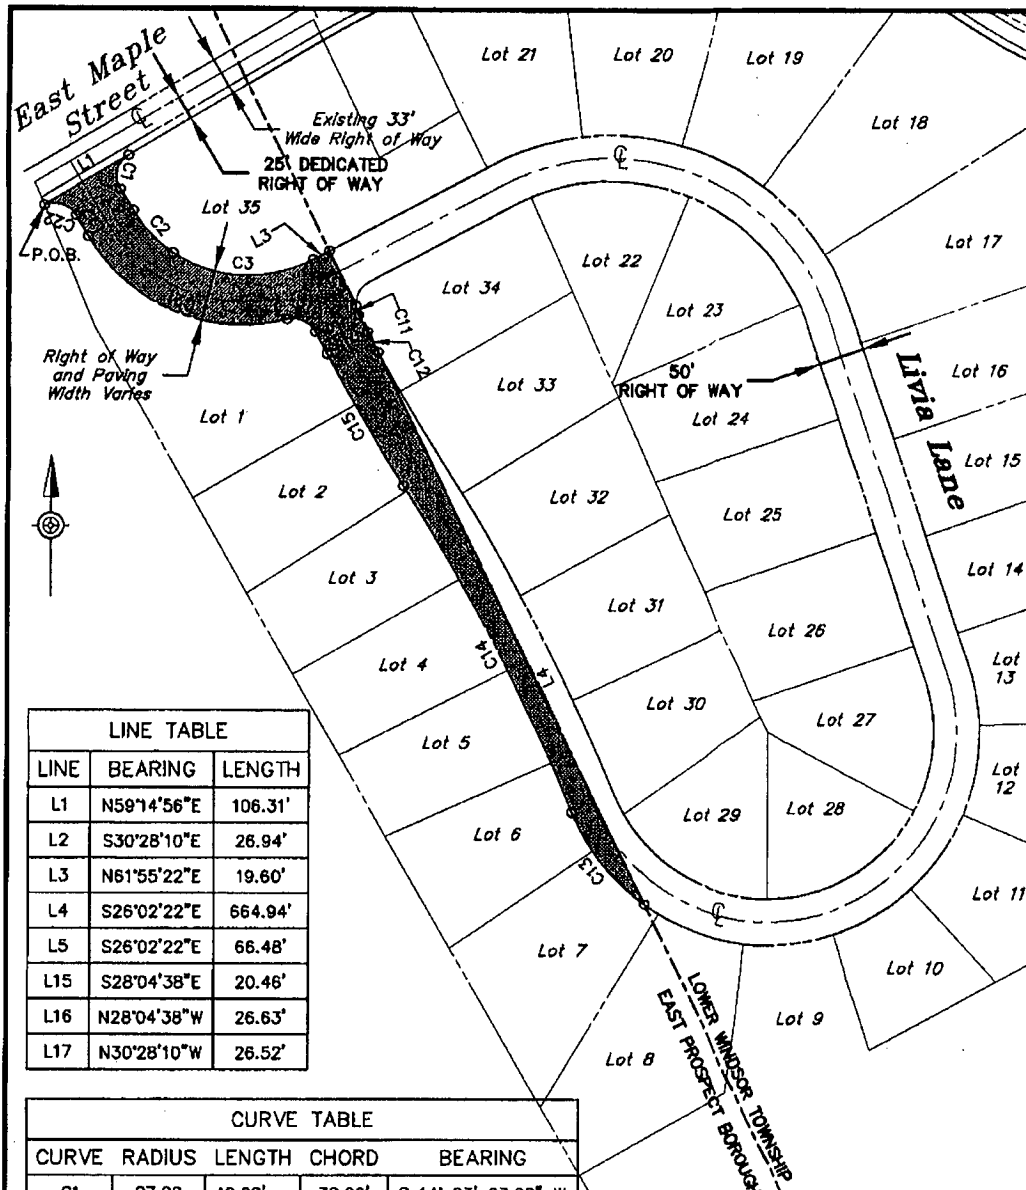 East Maple
Street
Existing 33'
Wide Right of Way
25' DEDICATED
RIGHT OF WAY
L1
C1
C2
C22
P.O.B.
Lot 35
L3
C3
Right of Way
and Paving
Width Varies
C11
C12
C15
C14
L4
C13
Lot 21
Lot 20
Lot 19
Lot 18
Lot 17
Lot 16
Lot 15
Lot 14
Lot
13
Lot
12
Lot 11
Lot 10
Lot 9
Lot 8
Lot 7
Lot 6
Lot 5
Lot 4
Lot 3
Lot 2
Lot 1
Lot 34
Lot 33
Lot 32
Lot 31
Lot 30
Lot 29
Lot 28
Lot 27
Lot 26
Lot 25
Lot 24
Lot 23
Lot 22
50'
RIGHT OF WAY
Livia Lane
LOWER WINDSOR TOWNSHIP
EAST PROSPECT BOROUGH
LINE TABLE
LINE BEARING LENGTH
L1 N59°14'56"E 106.31'
L2 S30°28'10"E 26.94'
L3 N61°55'22"E 19.60'
L4 S26°02'22"E 664.94'
L5 S26°02'22"E 66.48'
L15 S28°04'38"E 20.46'
L16 N28°04'38"W 26.63'
L17 N30°28'10"W 26.52'
CURVE TABLE
CURVE RADIUS LENGTH CHORD BEARING